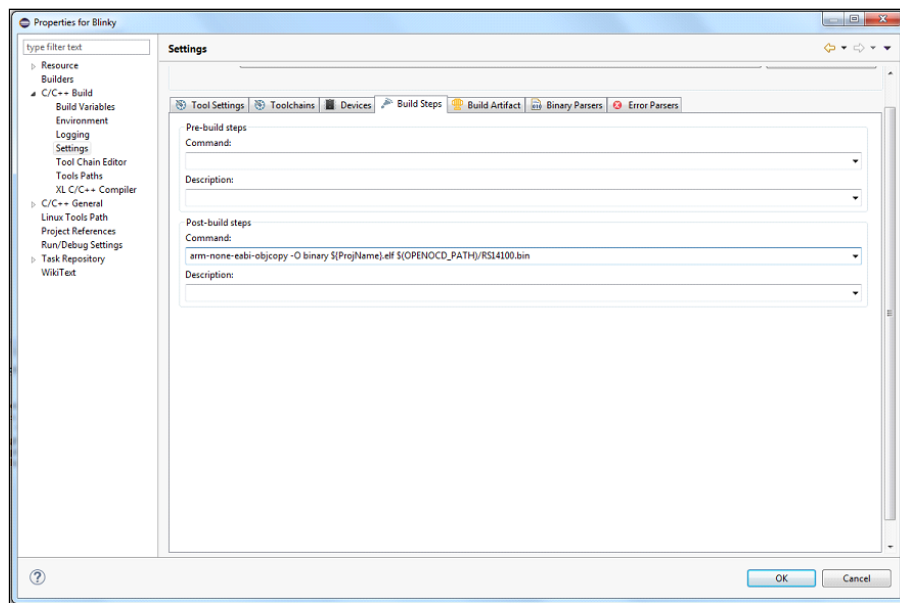 Properties for Blinky
type filter text
Settings
Resource
Builders
C/C++ Build
Build Variables
Environment
Logging
Settings
Tool Chain Editor
Tools Paths
XL C/C++ Compiler
C/C++ General
Linux Tools Path
Project References
Run/Debug Settings
Task Repository
WikiText
Tool Settings
Toolchains
Devices
Build Steps
Build Artifact
Binary Parsers
Error Parsers
Pre-build steps
Command:
Description:
Post-build steps
Command:
arm-none-eabi-objcopy -O binary ${ProjName}.elf $(OPENOCD_PATH)/RS14100.bin
Description:
OK
Cancel